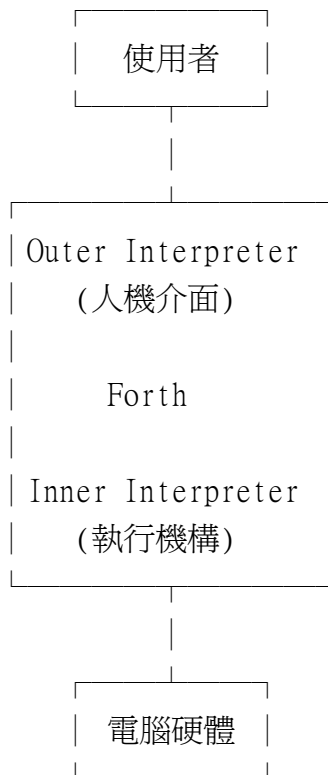 使用者
Outer Interpreter
(人機介面)
Forth
Inner Interpreter
(執行機構)
電腦硬體